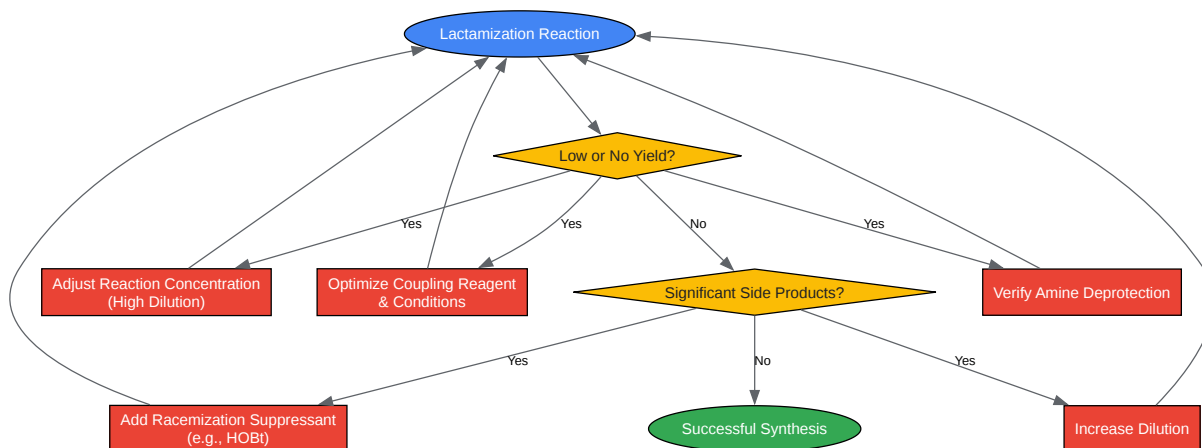 Lactamization Reaction
Low or No Yield?
Yes
Yes
No
Yes
Adjust Reaction Concentration
(High Dilution)
Optimize Coupling Reagent
& Conditions
Significant Side Products?
Verify Amine Deprotection
Yes
No
Yes
Add Racemization Suppressant
(e.g., HOBt)
Successful Synthesis
Increase Dilution